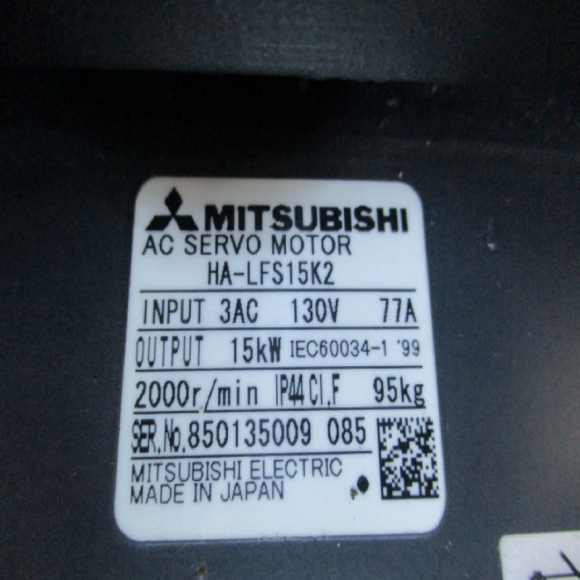 MITSUBISHI
AC SERVO MOTOR
HA-LFS15K2
INPUT 3AC 130V 77A
OUTPUT 15kW IEC60034-1 '99
2000r/min IP44 CI.F 95kg
SER.No.850135009 085
MITSUBISHI ELECTRIC
MADE IN JAPAN